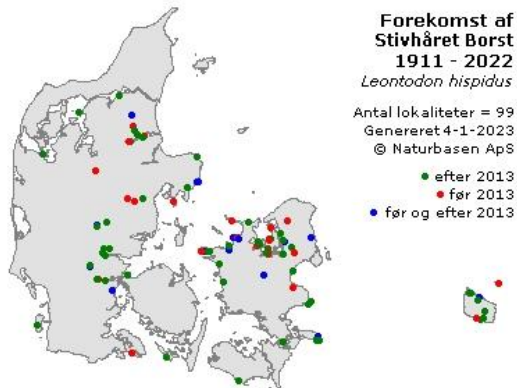 Forekomst af
Stivhåret Borst
1911 - 2022
Leontodon hispidus
Antal lokaliteter = 99
Genereret 4-1-2023
© Naturbasen ApS
efter 2013
før 2013
før og efter 2013